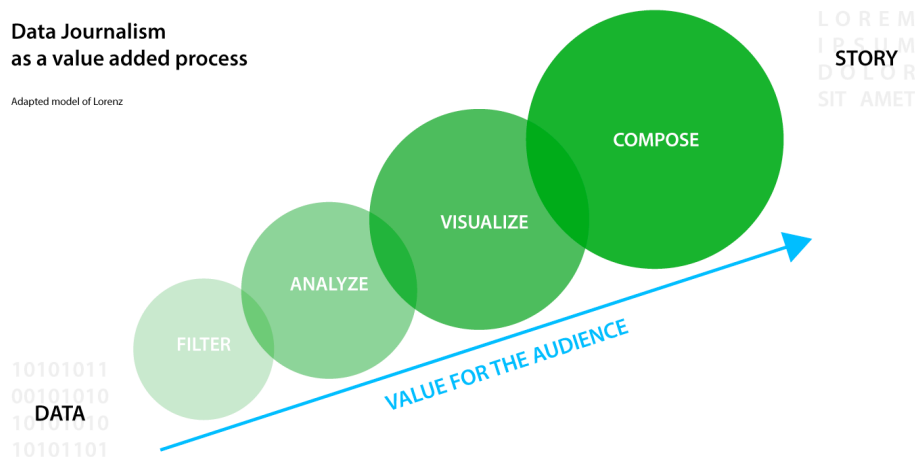 Data Journalism
as a value added process
Adapted model of Lorenz
LOREM
IPSUM
STORY
DOLOR
SIT AMET
COMPOSE
VISUALIZE
ANALYZE
FILTER
VALUE FOR THE AUDIENCE
10101011
00101010
DATA
10101010
10101101